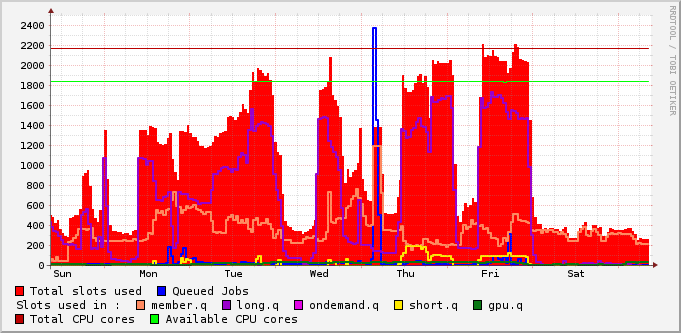 RRDTOOL / TOBI OETIKER
2400
2200
2000
1800
1600
1400
1200
1000
800
600
400
200
0
Sun Mon Tue Wed Thu Fri Sat
Total slots used Queued Jobs
Slots used in : member.q long.q ondemand.q short.q gpu.q
Total CPU cores Available CPU cores